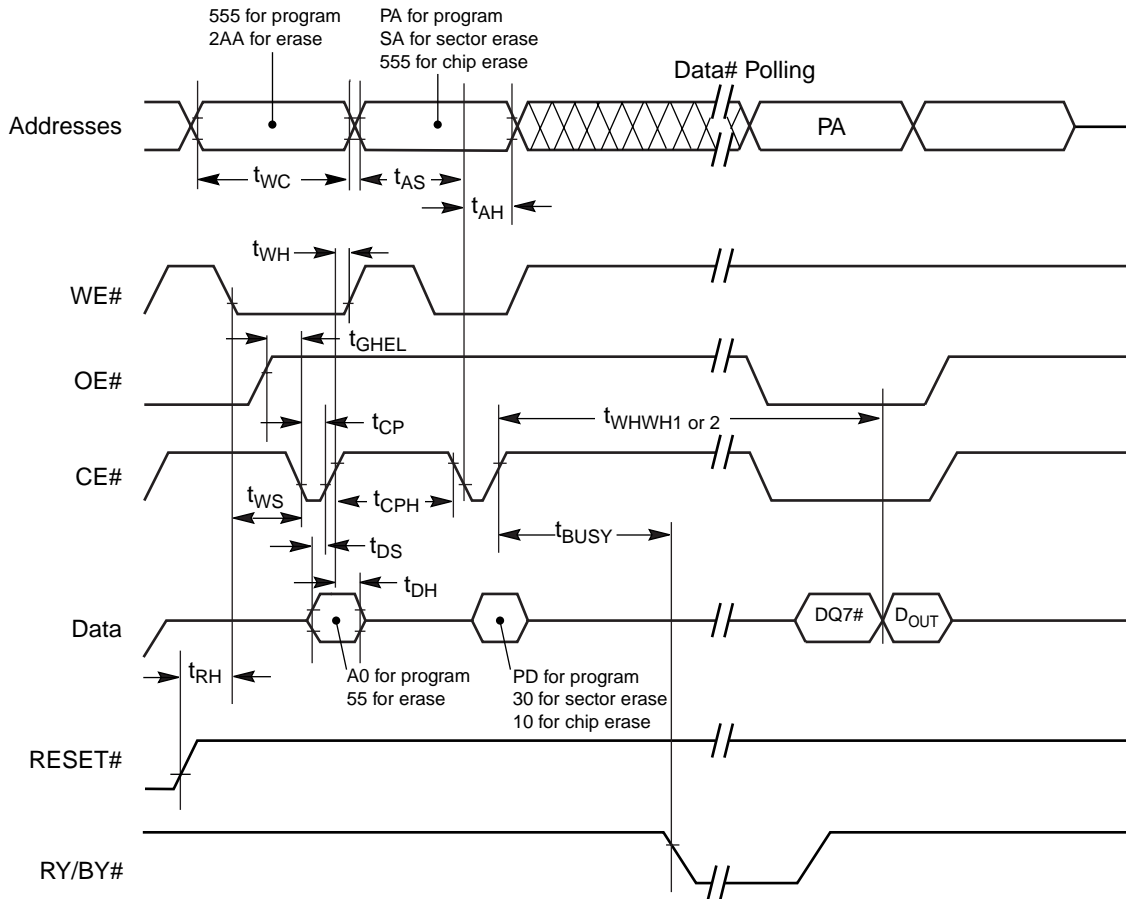 555 for program
2AA for erase
PA for program
SA for sector erase
555 for chip erase
Data# Polling
Addresses
PA
tWC
tAS
tAH
tWH
WE#
tGHEL
OE#
tWHWH1 or 2
tCP
CE#
tWS
tCPH
tBUSY
tDS
tDH
Data
DQ7#
DOUT
tRH
A0 for program
55 for erase
PD for program
30 for sector erase
10 for chip erase
RESET#
RY/BY#